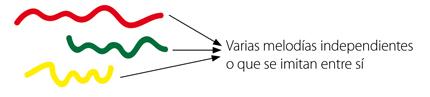 Varias melodías independientes
o que se imitan entre sí